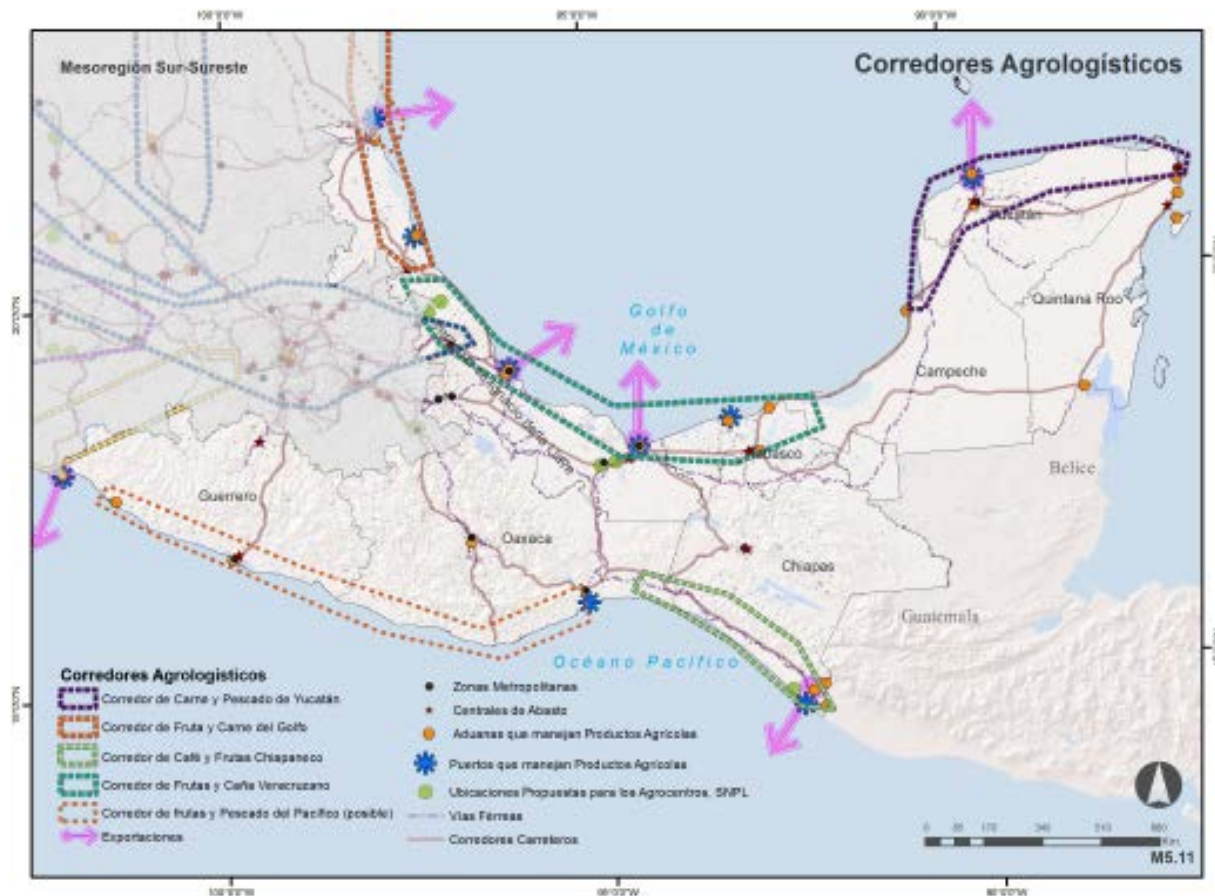 Mesoregión Sur-Sureste
Corredores Agrologísticos
Yucatán
Quintana Roo
Golfo
de
México
Campeche
Belice
Guerrero
Oaxaca
Chiapas
Guatemala
Océano Pacífico
Corredores Agrologísticos
Corredor de Carne y Pescado de Yucatán
Corredor de Fruta y Carne del Golfo
Corredor de Café y Frutas Chiapaneco
Corredor de Frutas y Caña Veracruzano
Corredor de frutas y Pescado del Pacífico (posible)
Exportaciones
Zonas Metropolitanas
Centrales de Abasto
Aduanas que manejan Productos Agrícolas
Puertos que manejan Productos Agrícolas
Ubicaciones Propuestas para los Agrocentros, SNPL
Vías Férreas
Corredores Carreteros
Km.
M5.11